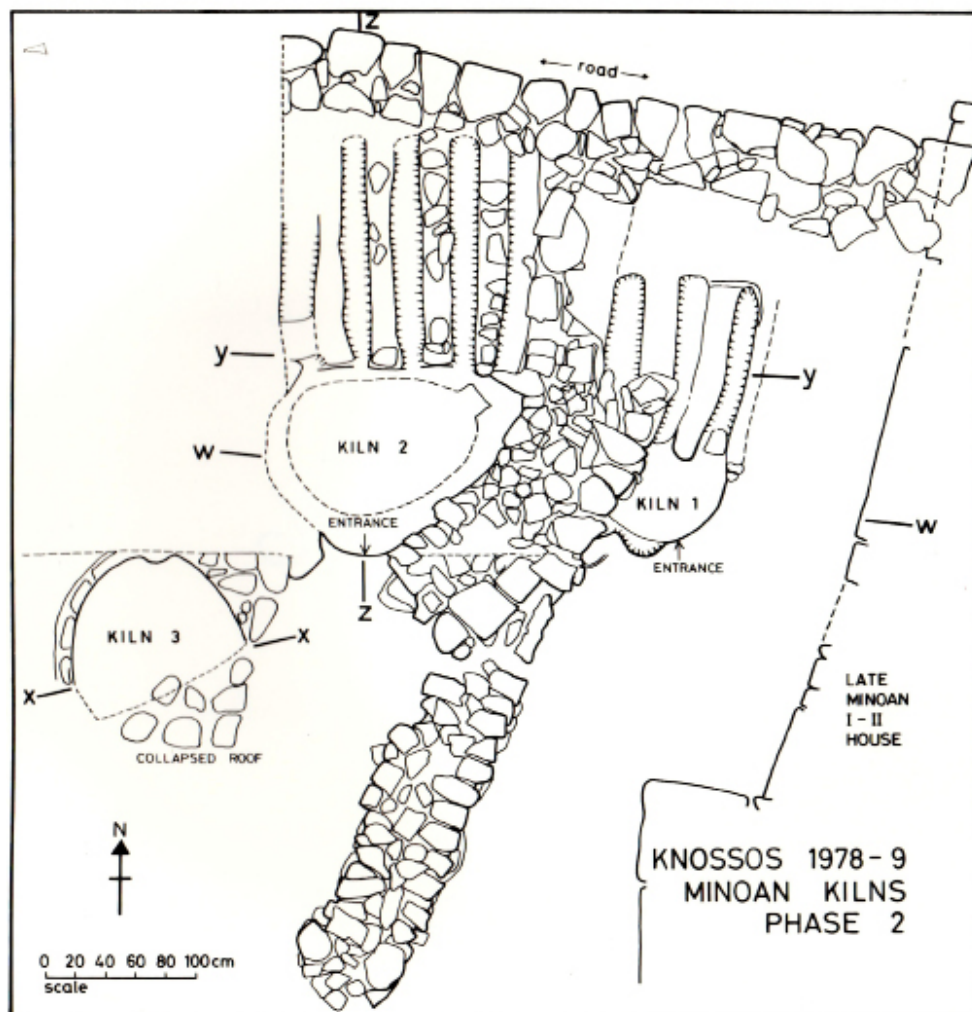 Z
road
y
y
W
KILN 2
KILN 1
W
ENTRANCE
ENTRANCE
Z
KILN 3
X
X
COLLAPSED ROOF
LATE
MINOAN
I - II
HOUSE
N
KNOSSOS 1978-9
MINOAN KILNS
PHASE 2
0 20 40 60 80 100cm
scale